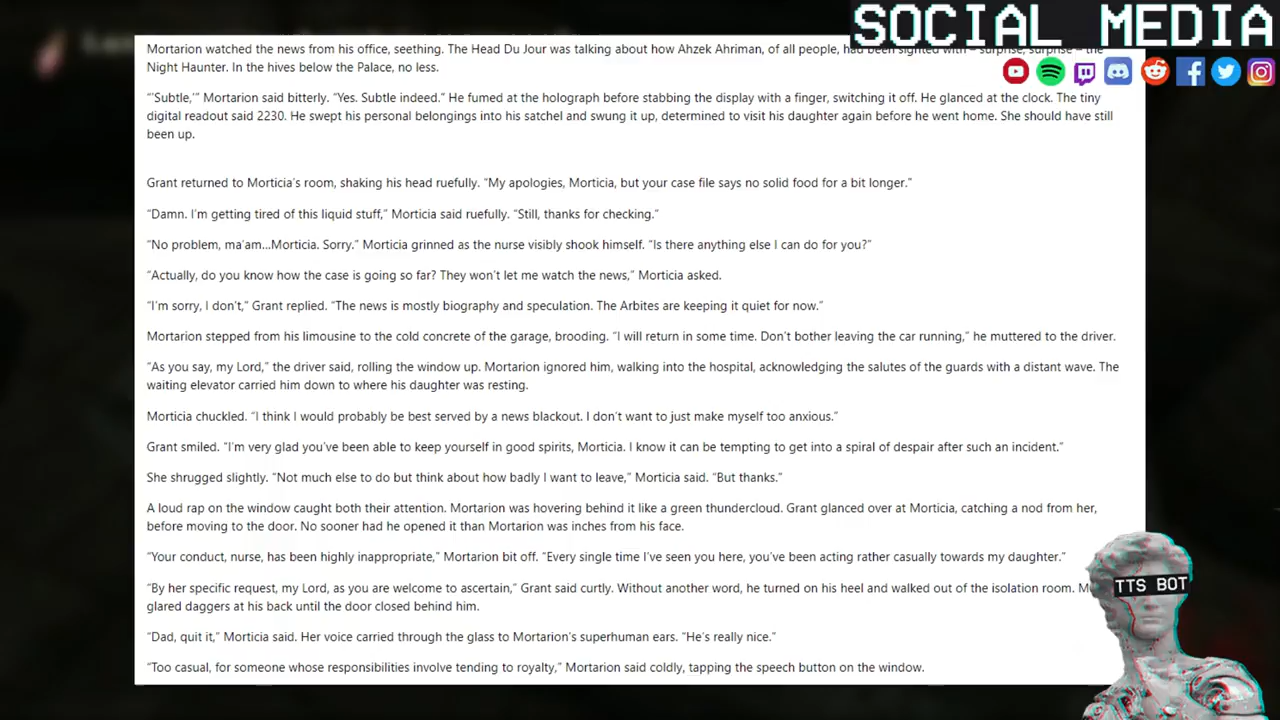 SOCIAL MEDIA
Mortarion watched the news from his office, seething. The Head Du Jour was talking about how Ahzek Ahriman, of all people, had been sighted with – surprise, surprise – the
Night Haunter. In the hives below the Palace, no less.
“‘Subtle,’” Mortarion said bitterly. “Yes. Subtle indeed.” He fumed at the holograph before stabbing the display with a finger, switching it off. He glanced at the clock. The tiny
digital readout said 2230. He swept his personal belongings into his satchel and swung it up, determined to visit his daughter again before he went home. She should have still
been up.
Grant returned to Morticia’s room, shaking his head ruefully. “My apologies, Morticia, but your case file says no solid food for a bit longer.”
“Damn. I’m getting tired of this liquid stuff,” Morticia said ruefully. “Still, thanks for checking.”
“No problem, ma’am…Morticia. Sorry.” Morticia grinned as the nurse visibly shook himself. “Is there anything else I can do for you?”
“Actually, do you know how the case is going so far? They won’t let me watch the news,” Morticia asked.
“I’m sorry, I don’t,” Grant replied. “The news is mostly biography and speculation. The Arbites are keeping it quiet for now.”
Mortarion stepped from his limousine to the cold concrete of the garage, brooding. “I will return in some time. Don’t bother leaving the car running,” he muttered to the driver.
“As you say, my Lord,” the driver said, rolling the window up. Mortarion ignored him, walking into the hospital, acknowledging the salutes of the guards with a distant wave. The
waiting elevator carried him down to where his daughter was resting.
Morticia chuckled. “I think I would probably be best served by a news blackout. I don’t want to just make myself too anxious.”
Grant smiled. “I’m very glad you’ve been able to keep yourself in good spirits, Morticia. I know it can be tempting to get into a spiral of despair after such an incident.”
She shrugged slightly. “Not much else to do but think about how badly I want to leave,” Morticia said. “But thanks.”
A loud rap on the window caught both their attention. Mortarion was hovering behind it like a green thundercloud. Grant glanced over at Morticia, catching a nod from her,
before moving to the door. No sooner had he opened it than Mortarion was inches from his face.
“Your conduct, nurse, has been highly inappropriate,” Mortarion bit off. “Every single time I’ve seen you here, you’ve been acting rather casually towards my daughter.”
“By her specific request, my Lord, as you are welcome to ascertain,” Grant said curtly. Without another word, he turned on his heel and walked out of the isolation room.
glared daggers at his back until the door closed behind him.
“Dad, quit it,” Morticia said. Her voice carried through the glass to Mortarion’s superhuman ears. “He’s really nice.”
“Too casual, for someone whose responsibilities involve tending to royalty,” Mortarion said coldly, tapping the speech button on the window.
TTS BOT